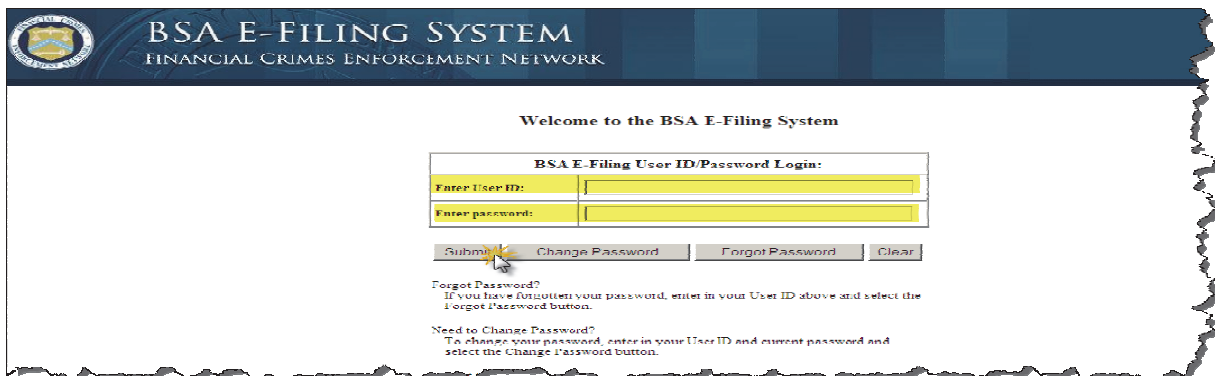 BSA E-FILING SYSTEM
FINANCIAL CRIMES ENFORCEMENT NETWORK
Welcome to the BSA E-Filing System
BSA E-Filing User ID/Password Login:
Enter User ID:
Enter password:
Submit Change Password Forgot Password Clear
Forgot Password?
If you have forgotten your password, enter in your User ID above and select the
Forgot Password button.
Need to Change Password?
To change your password, enter in your User ID and current password and
select the Change Password button.